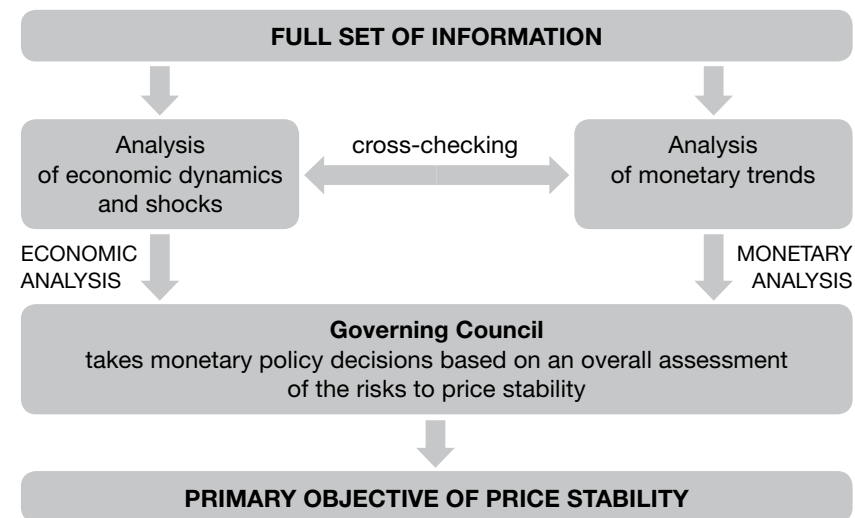 FULL SET OF INFORMATION
Analysis
of economic dynamics
and shocks
cross-checking
Analysis
of monetary trends
ECONOMIC
ANALYSIS
MONETARY
ANALYSIS
Governing Council
takes monetary policy decisions based on an overall assessment
of the risks to price stability
PRIMARY OBJECTIVE OF PRICE STABILITY